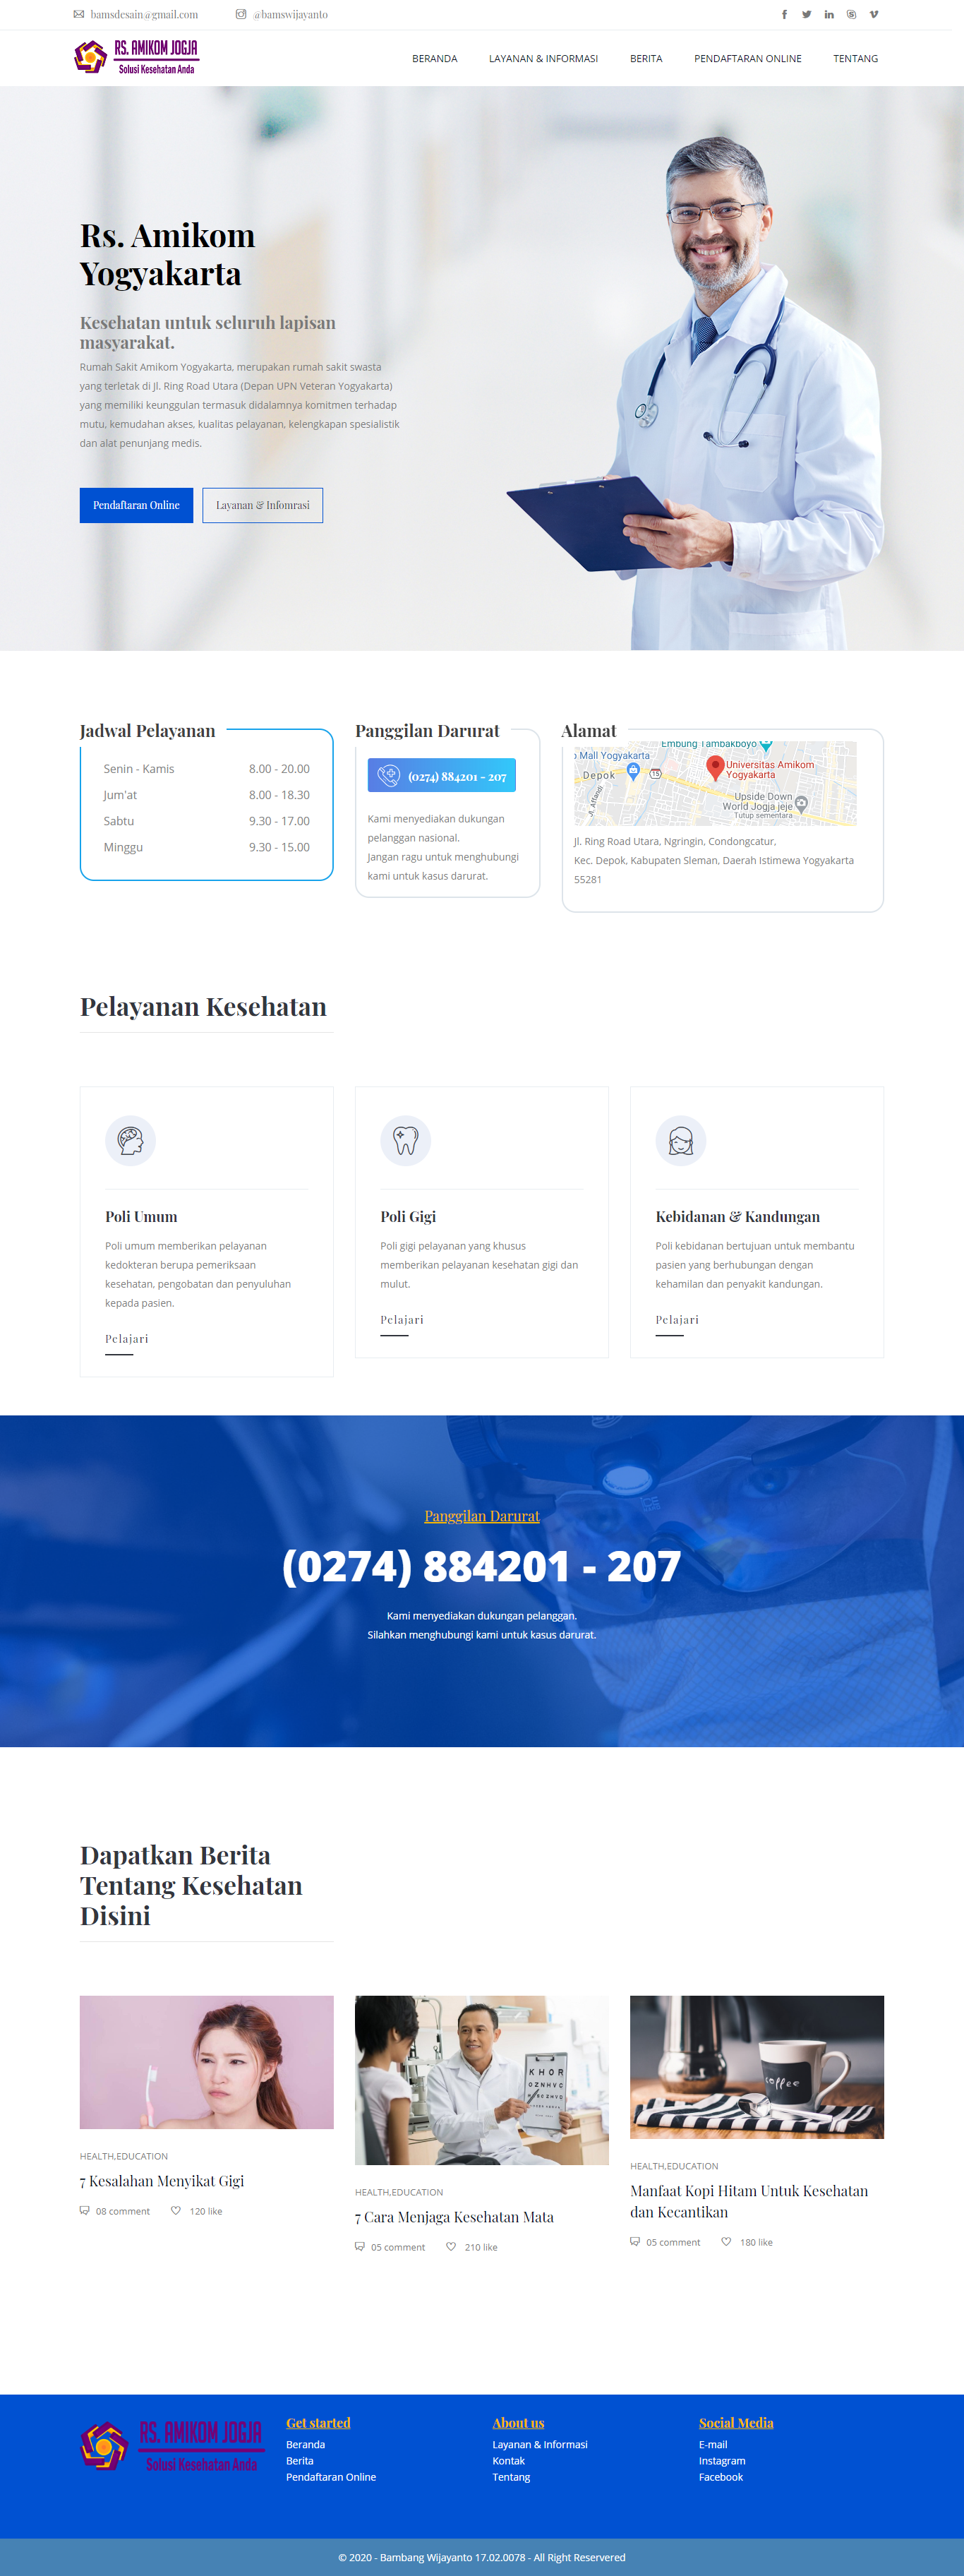 bamsdesain@gmail.com
@bamswijayanto
RS. AMIKOM JOGJA
Solusi Kesehatan Anda
BERANDA
LAYANAN & INFORMASI
BERITA
PENDAFTARAN ONLINE
TENTANG
Rs. Amikom
Yogyakarta
Kesehatan untuk seluruh lapisan
masyarakat.
Rumah Sakit Amikom Yogyakarta, merupakan rumah sakit swasta
yang terletak di Jl. Ring Road Utara (Depan UPN Veteran Yogyakarta)
yang memiliki keunggulan termasuk didalamnya komitmen terhadap
mutu, kemudahan akses, kualitas pelayanan, kelengkapan spesialistik
dan alat penunjang medis.
Pendaftaran Online
Layanan & Infomrasi
Jadwal Pelayanan
Senin - Kamis 8.00 - 20.00
Jum'at 8.00 - 18.30
Sabtu 9.30 - 17.00
Minggu 9.30 - 15.00
Panggilan Darurat
(0274) 884201 - 207
Kami menyediakan dukungan
pelanggan nasional.
Jangan ragu untuk menghubungi
kami untuk kasus darurat.
Alamat
Embung Tambakboyo
o Mall Yogyakarta
Universitas Amikom
Yogyakarta
Depok
15
Jl. Affandi
Upside Down
World Jogja jeje
Tutup sementara
Jl. Ring Road Utara, Ngringin, Condongcatur,
Kec. Depok, Kabupaten Sleman, Daerah Istimewa Yogyakarta
55281
Pelayanan Kesehatan
Poli Umum
Poli umum memberikan pelayanan
kedokteran berupa pemeriksaan
kesehatan, pengobatan dan penyuluhan
kepada pasien.
Pelajari
Poli Gigi
Poli gigi pelayanan yang khusus
memberikan pelayanan kesehatan gigi dan
mulut.
Pelajari
Kebidanan & Kandungan
Poli kebidanan bertujuan untuk membantu
pasien yang berhubungan dengan
kehamilan dan penyakit kandungan.
Pelajari
Panggilan Darurat
(0274) 884201 - 207
Kami menyediakan dukungan pelanggan.
Silahkan menghubungi kami untuk kasus darurat.
Dapatkan Berita
Tentang Kesehatan
Disini
HEALTH,EDUCATION
7 Kesalahan Menyikat Gigi
08 comment 120 like
KHOR
OZNHVC
HEALTH,EDUCATION
7 Cara Menjaga Kesehatan Mata
05 comment 210 like
coffee
HEALTH,EDUCATION
Manfaat Kopi Hitam Untuk Kesehatan
dan Kecantikan
05 comment 180 like
RS. AMIKOM JOGJA
Solusi Kesehatan Anda
Get started
Beranda
Berita
Pendaftaran Online
About us
Layanan & Informasi
Kontak
Tentang
Social Media
E-mail
Instagram
Facebook
© 2020 - Bambang Wijayanto 17.02.0078 - All Right Reservered